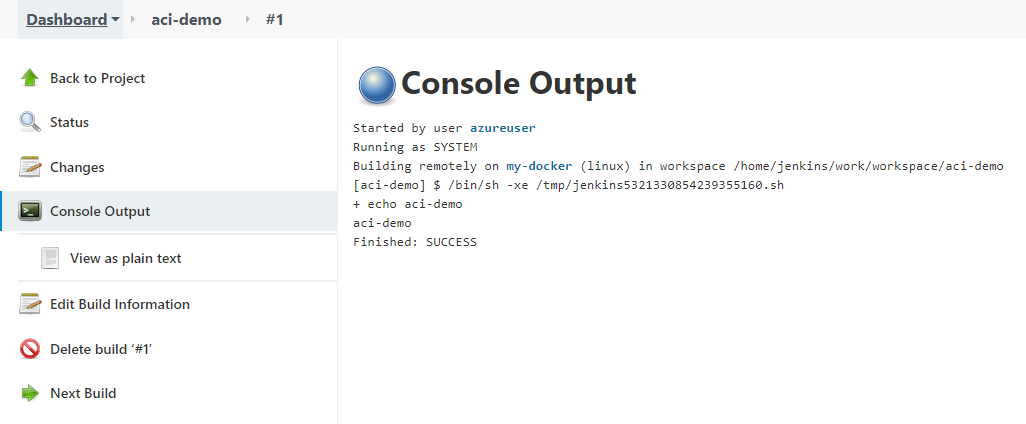 Dashboard aci-demo #1
Back to Project
Status
Changes
Console Output
View as plain text
Edit Build Information
Delete build ‘#1’
Next Build
Console Output
Started by user azureuser
Running as SYSTEM
Building remotely on my-docker (linux) in workspace /home/jenkins/work/workspace/aci-demo
[aci-demo] $ /bin/sh -xe /tmp/jenkins5321330854239355160.sh
+ echo aci-demo
aci-demo
Finished: SUCCESS